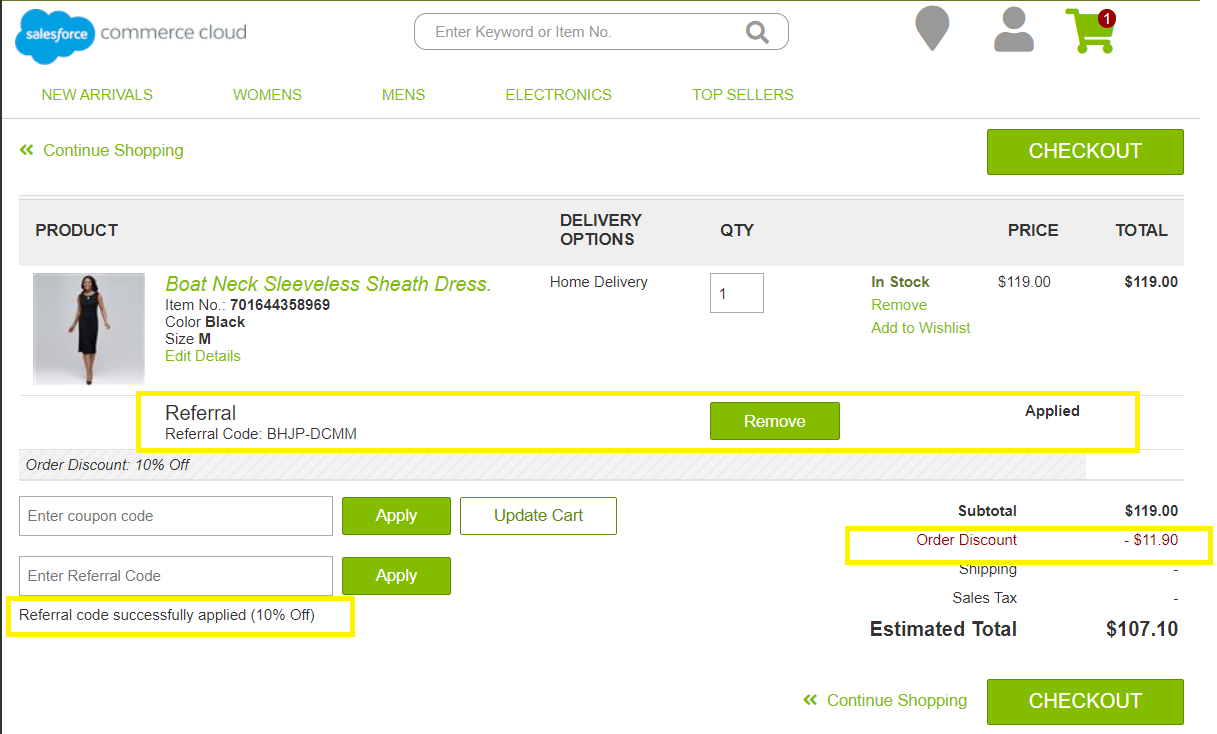 salesforce commerce cloud
Enter Keyword or Item No.
1
NEW ARRIVALS WOMENS MENS ELECTRONICS TOP SELLERS
« Continue Shopping CHECKOUT
PRODUCT DELIVERY OPTIONS QTY PRICE TOTAL
Boat Neck Sleeveless Sheath Dress. Home Delivery 1 In Stock $119.00 $119.00
Item No.: 701644358969 Remove
Color Black Add to Wishlist
Size M
Edit Details
Referral Remove Applied
Referral Code: BHJP-DCMM
Order Discount: 10% Off
Enter coupon code Apply Update Cart Subtotal $119.00
Order Discount - $11.90
Enter Referral Code Apply Shipping -
Sales Tax -
Referral code successfully applied (10% Off)
Estimated Total $107.10
« Continue Shopping CHECKOUT